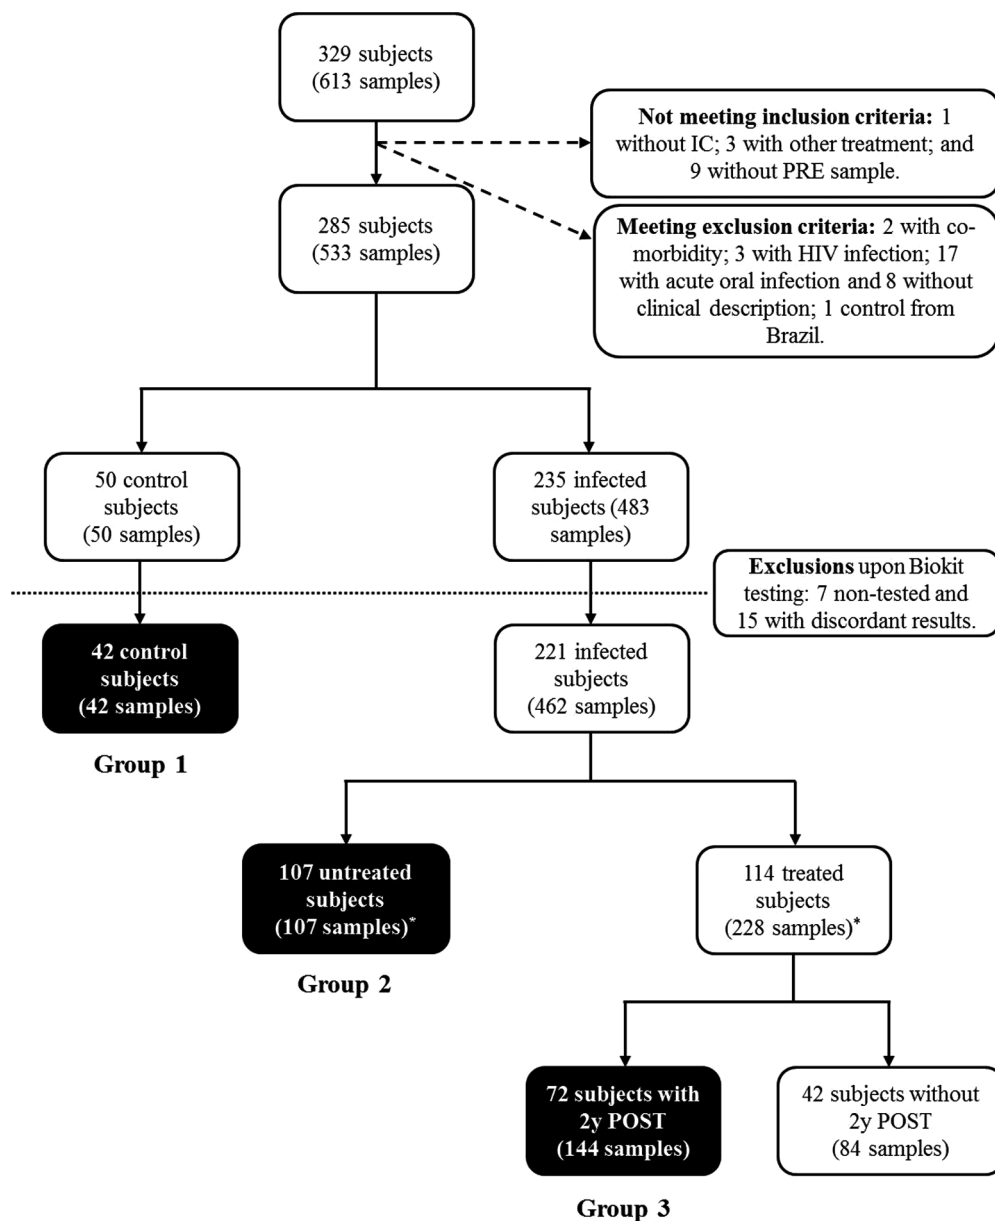 329 subjects
(613 samples)
Not meeting inclusion criteria: 1
without IC; 3 with other treatment; and
9 without PRE sample.
285 subjects
(533 samples)
Meeting exclusion criteria: 2 with co-
morbidity; 3 with HIV infection; 17
with acute oral infection and 8 without
clinical description; 1 control from
Brazil.
50 control
subjects
(50 samples)
235 infected
subjects (483
samples)
Exclusions upon Biokit
testing: 7 non-tested and
15 with discordant results.
42 control
subjects
(42 samples)
Group 1
221 infected
subjects
(462 samples)
107 untreated
subjects
(107 samples)*
Group 2
114 treated
subjects
(228 samples)*
72 subjects with
2y POST
(144 samples)
Group 3
42 subjects without
2y POST
(84 samples)